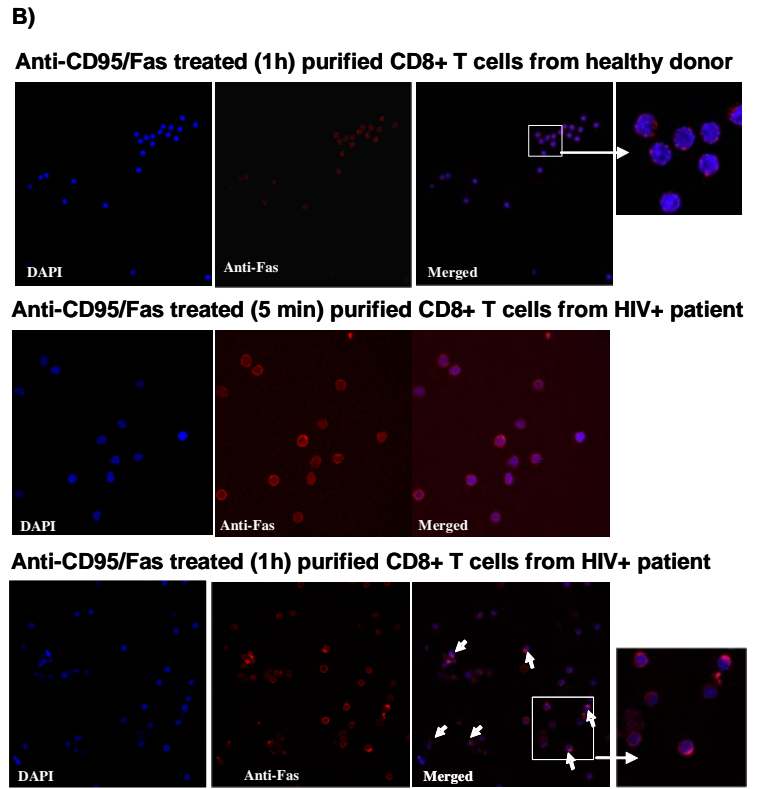 B)
Anti-CD95/Fas treated (1h) purified CD8+ T cells from healthy donor
DAPI
Anti-Fas
Merged
Anti-CD95/Fas treated (5 min) purified CD8+ T cells from HIV+ patient
DAPI
Anti-Fas
Merged
Anti-CD95/Fas treated (1h) purified CD8+ T cells from HIV+ patient
DAPI
Anti-Fas
Merged